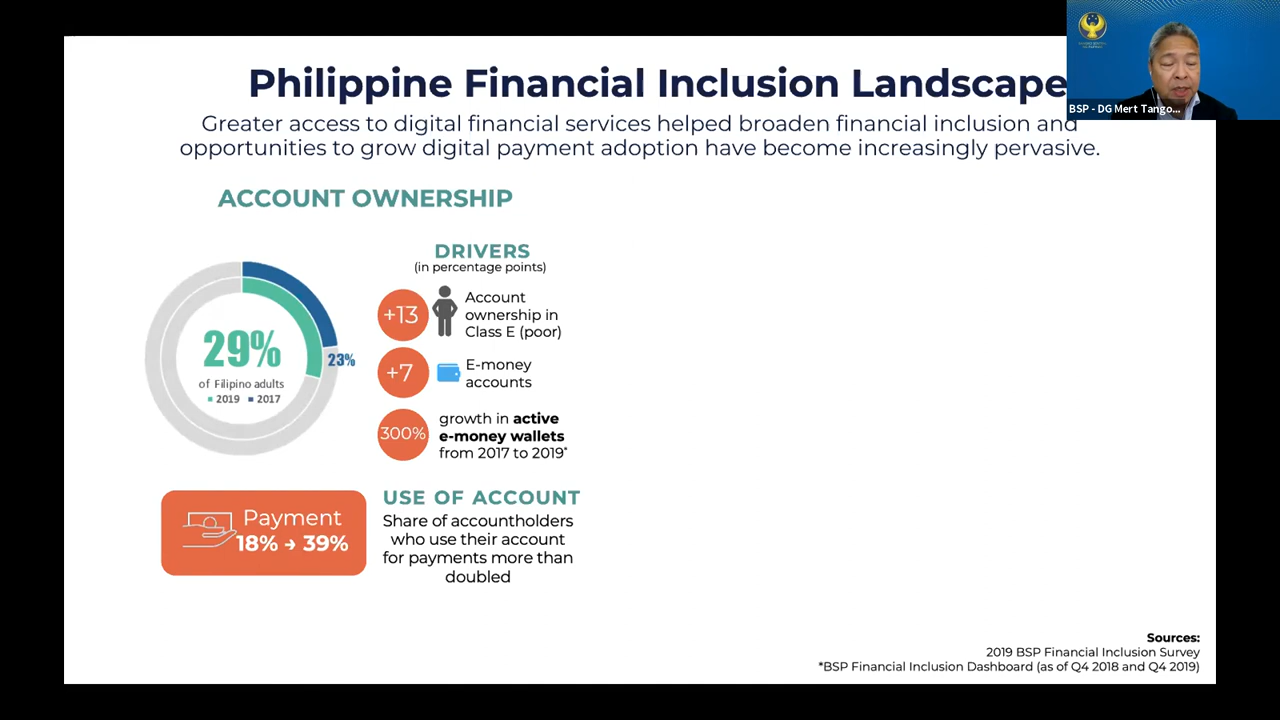 Philippine Financial Inclusion Landscape
Greater access to digital financial services helped broaden financial inclusion and
opportunities to grow digital payment adoption have become increasingly pervasive.
BSP - DG Mert Tango...
ACCOUNT OWNERSHIP
29%
of Filipino adults
2019 2017
23%
DRIVERS
(in percentage points)
+13
Account
ownership in
Class E (poor)
+7
E-money
accounts
300%
growth in active
e-money wallets
from 2017 to 2019*
Payment
18% → 39%
USE OF ACCOUNT
Share of accountholders
who use their account
for payments more than
doubled
Sources:
2019 BSP Financial Inclusion Survey
*BSP Financial Inclusion Dashboard (as of Q4 2018 and Q4 2019)